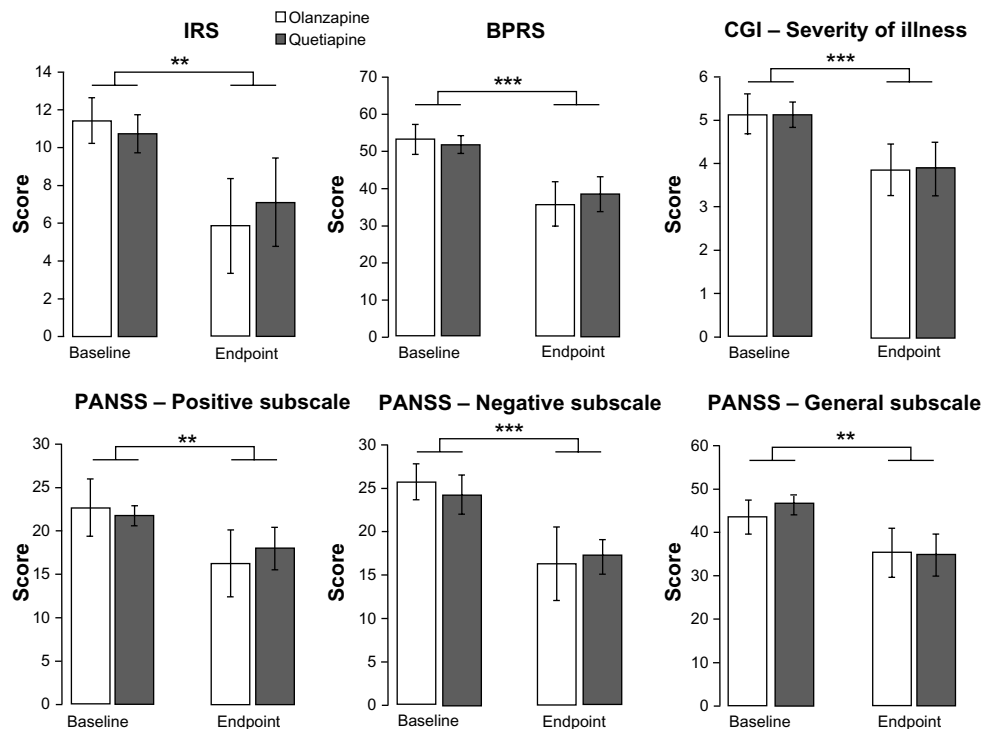 IRS
Olanzapine
Quetiapine
BPRS
CGI – Severity of illness
**
14
12
10
8
6
4
2
0
Score
Baseline
Endpoint
***
70
60
50
40
30
20
10
0
Score
Baseline
Endpoint
***
6
5
4
3
2
1
0
Score
Baseline
Endpoint
PANSS – Positive subscale
PANSS – Negative subscale
PANSS – General subscale
**
30
25
20
15
10
5
0
Score
Baseline
Endpoint
***
30
25
20
15
10
5
0
Score
Baseline
Endpoint
**
60
50
40
30
20
10
0
Score
Baseline
Endpoint